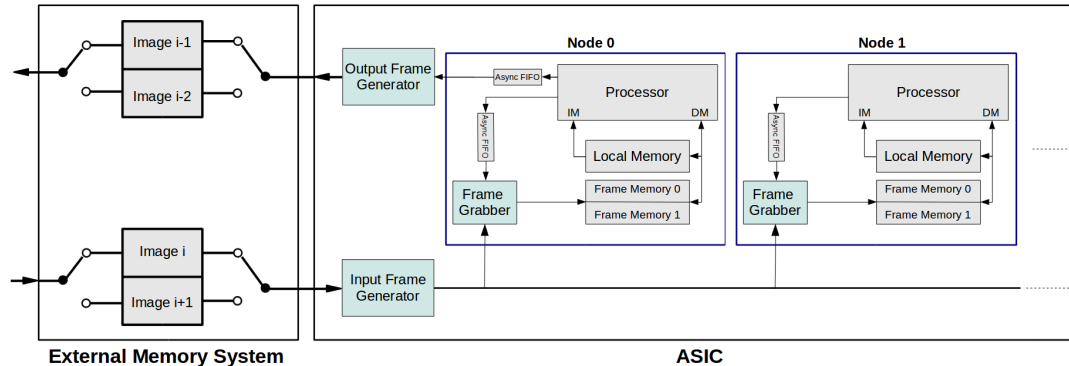 Image i-1
Image i-2
Image i
Image i+1
External Memory System
Output Frame
Generator
Input Frame
Generator
Node 0
Async FIFO
Processor
IM
DM
Async FIFO
Local Memory
Frame
Grabber
Frame Memory 0
Frame Memory 1
Node 1
Processor
IM
DM
Async FIFO
Local Memory
Frame
Grabber
Frame Memory 0
Frame Memory 1
ASIC